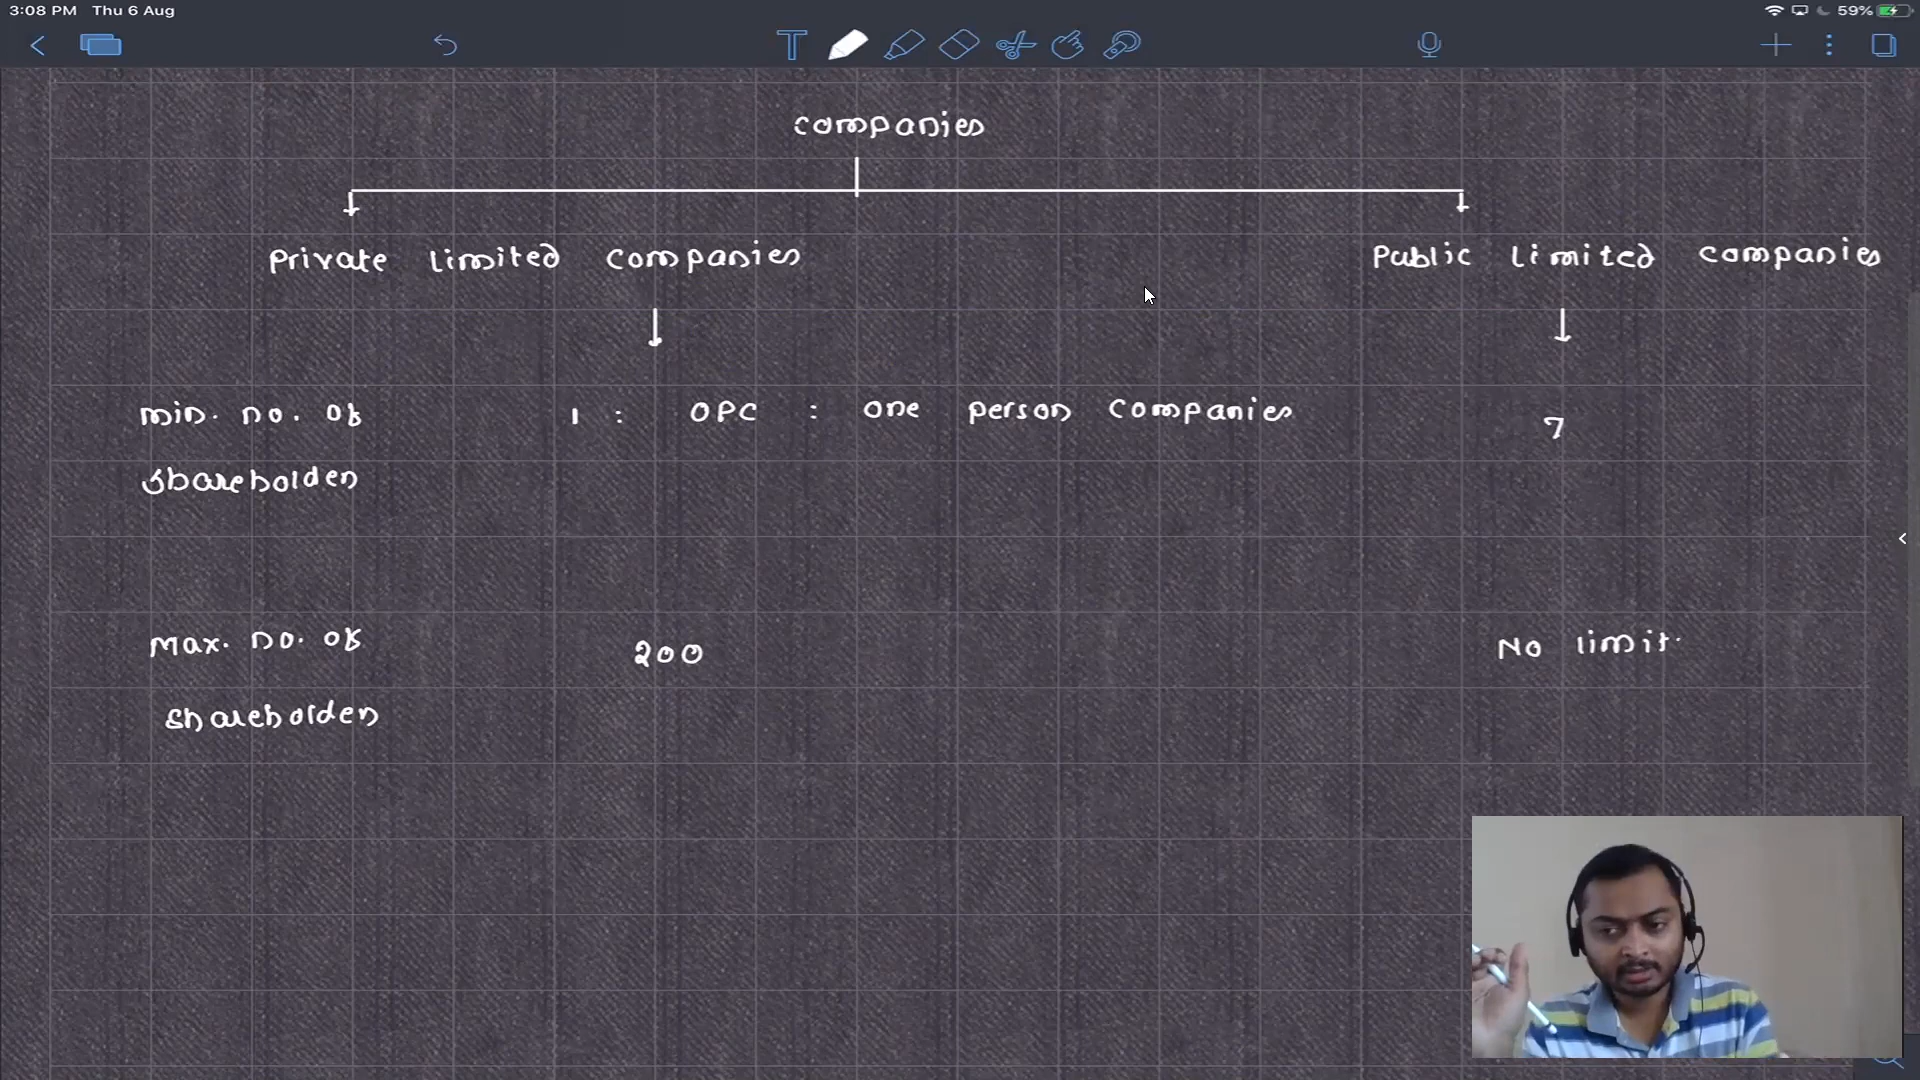 3:08 PM Thu 6 Aug
59%
companies
Private limited companies
Public limited companies
min. no. of
1 : OPC : one person companies
7
shareholders
Max. no. of
200
No limit.
shareholders